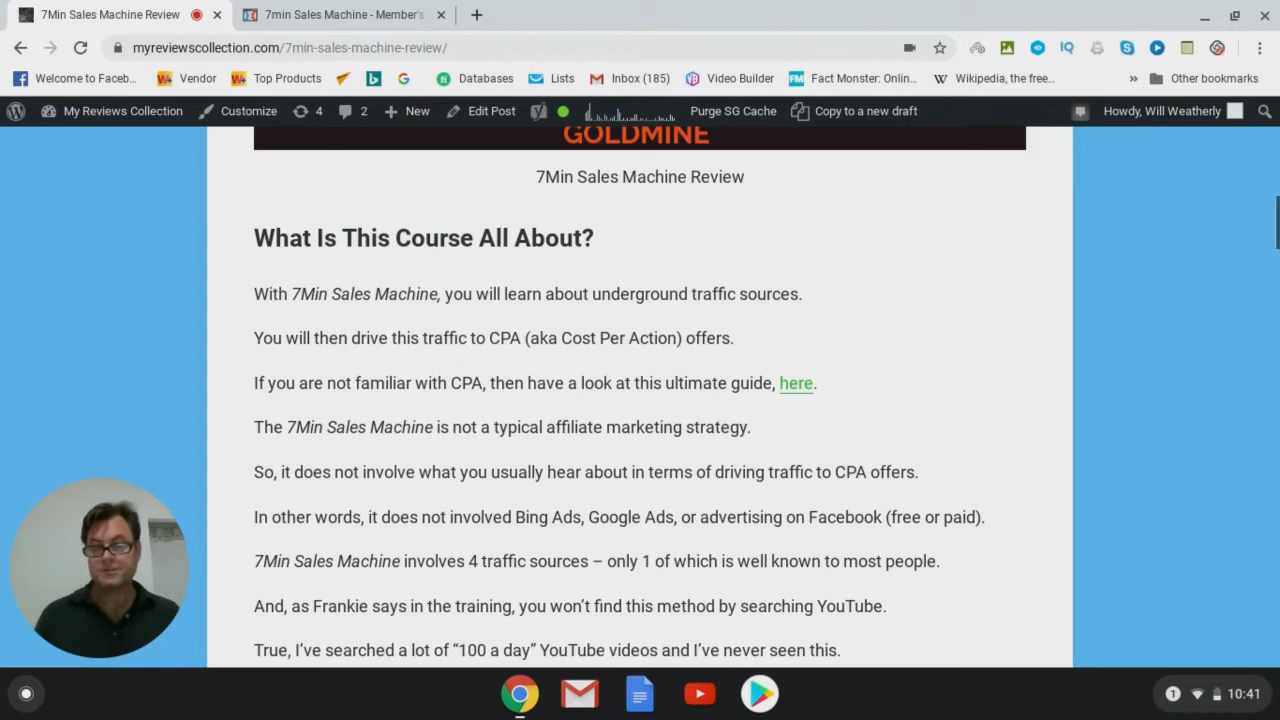 7Min Sales Machine Review
7min Sales Machine - Member's
myreviewscollection.com/7min-sales-machine-review/
Welcome to Faceb...
Vendor
Top Products
Databases
Lists
Inbox (185)
Video Builder
Fact Monster: Onlin...
Wikipedia, the free...
Other bookmarks
My Reviews Collection
Customize
4
2
New
Edit Post
Purge SG Cache
Copy to a new draft
Howdy, Will Weatherly
GOLDMINE
7Min Sales Machine Review
What Is This Course All About?
With 7Min Sales Machine, you will learn about underground traffic sources.
You will then drive this traffic to CPA (aka Cost Per Action) offers.
If you are not familiar with CPA, then have a look at this ultimate guide, here.
The 7Min Sales Machine is not a typical affiliate marketing strategy.
So, it does not involve what you usually hear about in terms of driving traffic to CPA offers.
In other words, it does not involved Bing Ads, Google Ads, or advertising on Facebook (free or paid).
7Min Sales Machine involves 4 traffic sources – only 1 of which is well known to most people.
And, as Frankie says in the training, you won't find this method by searching YouTube.
True, I've searched a lot of “100 a day” YouTube videos and I've never seen this.
1
10:41